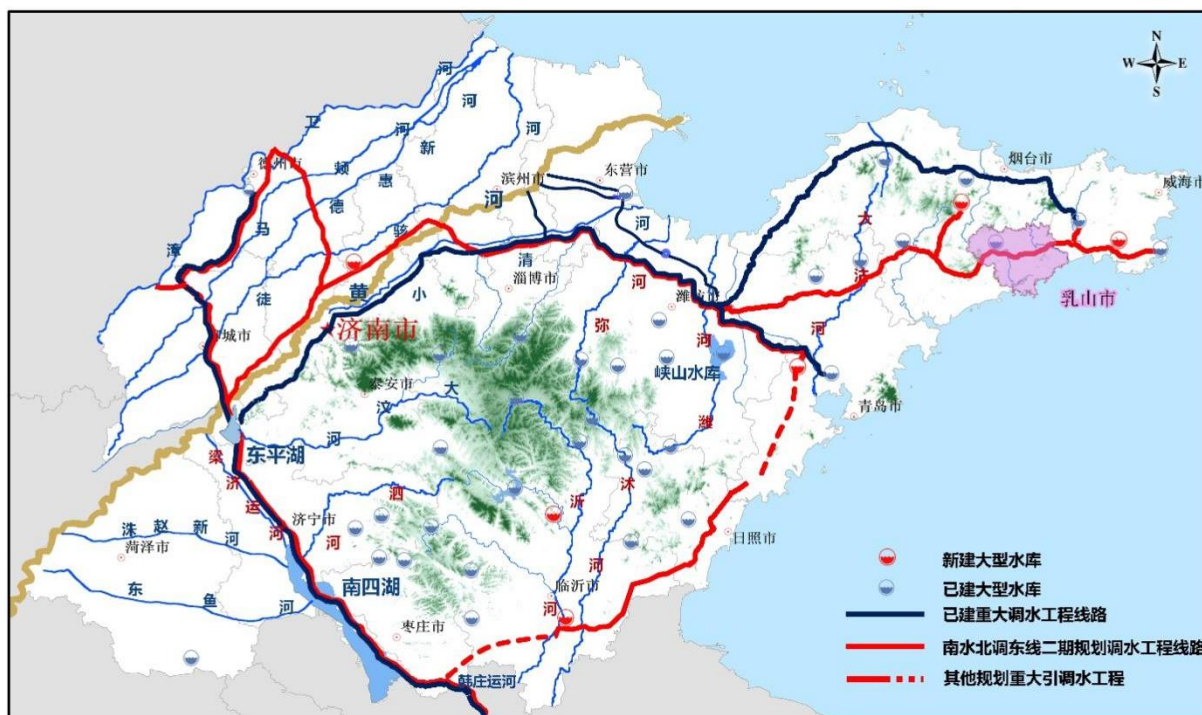 N
W
E
S
卫
河
河
河
新
河
德州市
颊
惠
马
德
滨州市
东营市
烟台市
威海市
漳
徒
骇
河
河
清
淄博市
大
沽
河
黄
小
济南市
河
弥
潍坊市
河
乳山市
城市
峡山水库
泰安市
大
汶
河
潍
青岛市
东平湖
梁
济
运
河
泗
河
沂
沭
河
河
洙
赵
新
河
济宁市
菏泽市
日照市
东
鱼
河
南四湖
临沂市
枣庄市
韩庄运河
新建大型水库
已建大型水库
已建重大调水工程线路
南水北调东线二期规划调水工程线路
其他规划重大引调水工程